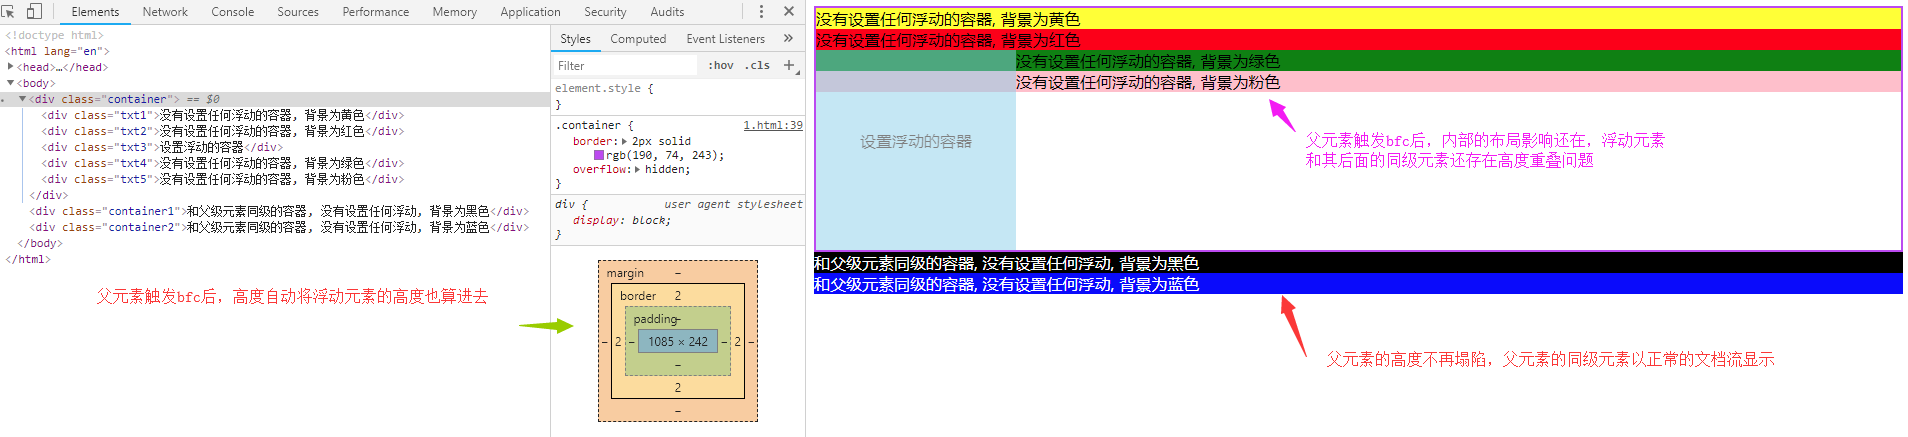 Elements Network Console Sources Performance Memory Application Security Audits
<!doctype html>
<html lang="en">
<head>…</head>
<body>
<div class="container"> == $0
<div class="txt1">没有设置任何浮动的容器, 背景为黄色</div>
<div class="txt2">没有设置任何浮动的容器, 背景为红色</div>
<div class="txt3">设置浮动的容器</div>
<div class="txt4">没有设置任何浮动的容器, 背景为绿色</div>
<div class="txt5">没有设置任何浮动的容器, 背景为粉色</div>
</div>
<div class="container1">和父级元素同级的容器, 没有设置任何浮动, 背景为黑色</div>
<div class="container2">和父级元素同级的容器, 没有设置任何浮动, 背景为蓝色</div>
</body>
</html>
父元素触发bfc后，高度自动将浮动元素的高度也算进去
Styles Computed Event Listeners »
Filter :hov .cls +
element.style {
}
.container { 1.html:39
border: 2px solid
rgb(190, 74, 243);
overflow: hidden;
}
div { user agent stylesheet
display: block;
}
margin –
border 2
padding –
– 2 – 1085 × 242 – 2 –
–
2
–
没有设置任何浮动的容器, 背景为黄色
没有设置任何浮动的容器, 背景为红色
没有设置任何浮动的容器, 背景为绿色
没有设置任何浮动的容器, 背景为粉色
设置浮动的容器
父元素触发bfc后，内部的布局影响还在，浮动元素
和其后面的同级元素还存在高度重叠问题
和父级元素同级的容器, 没有设置任何浮动, 背景为黑色
和父级元素同级的容器, 没有设置任何浮动, 背景为蓝色
父元素的高度不再塌陷，父元素的同级元素以正常的文档流显示